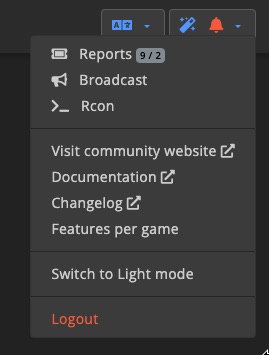 Reports 9 / 2
Broadcast
Rcon
Visit community website
Documentation
Changelog
Features per game
Switch to Light mode
Logout